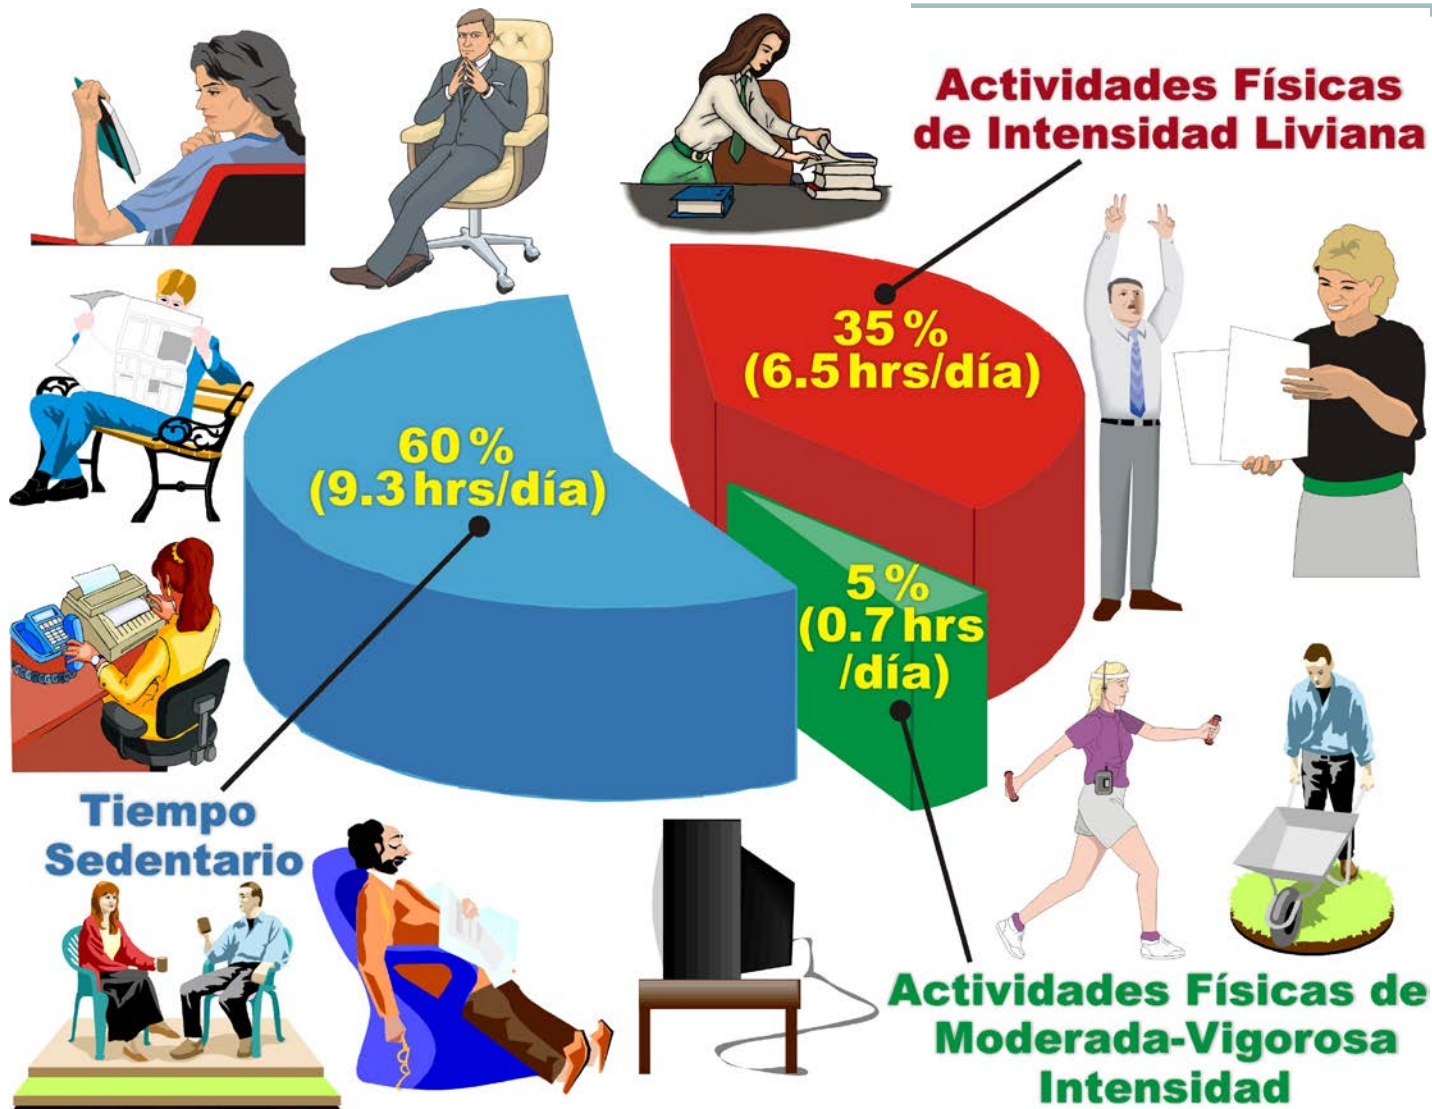 Actividades Físicas
de Intensidad Liviana
35 %
(6.5 hrs/día)
60 %
(9.3 hrs/día)
5 %
(0.7 hrs
/día)
Tiempo
Sedentario
Actividades Físicas de
Moderada-Vigorosa
Intensidad